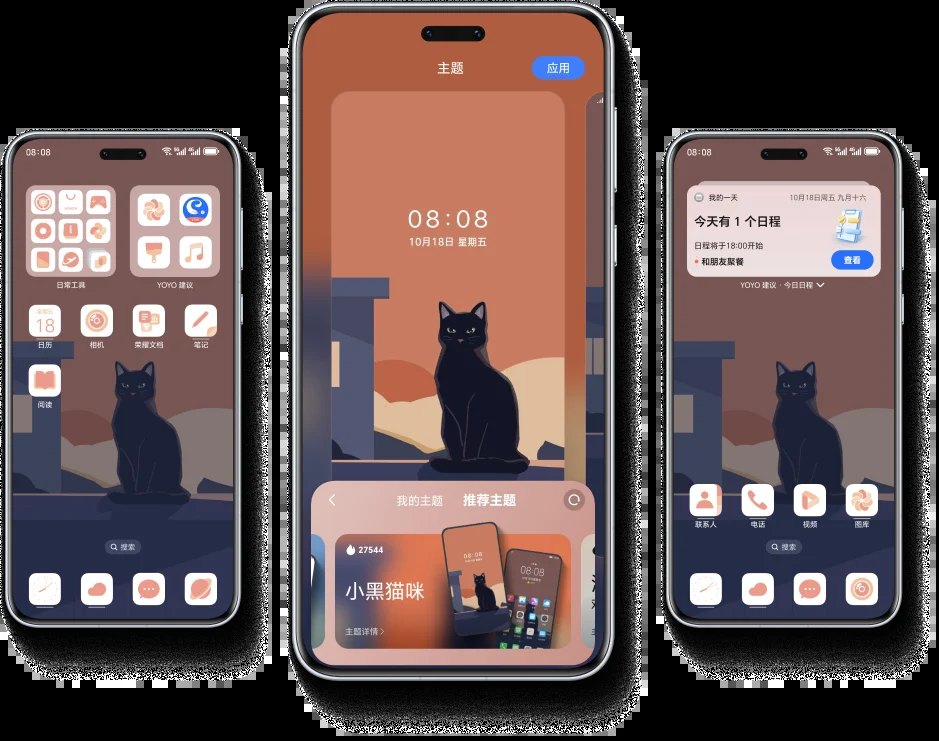 08:08
日常工具
YOYO 建议
18
日历
相机
荣耀文档
笔记
阅读
搜索
主题
应用
08:08
10月18日 星期五
我的主题
推荐主题
27544
小黑猫咪
主题详情
08:08
我的一天
10月18日周五 九月十六
今天有 1 个日程
日程将于18:00开始
和朋友聚餐
查看
YOYO 建议 · 今日日程
联系人
电话
视频
图库
搜索